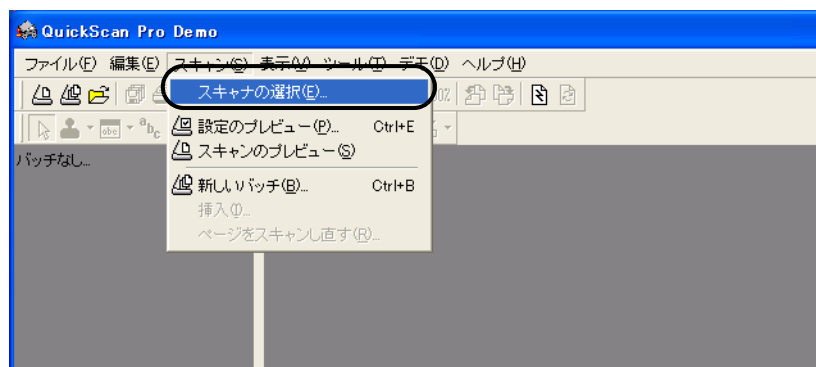 QuickScan Pro Demo
ファイル(F) 編集(E) スキャン(S) 表示(V) ツール(T) デモ(D) ヘルプ(H)
スキャナの選択(E)...
設定のプレビュー(P)... Ctrl+E
スキャンのプレビュー(S)
バッチなし...
新しいバッチ(B)... Ctrl+B
挿入(I)...
ページをスキャンし直す(R)...